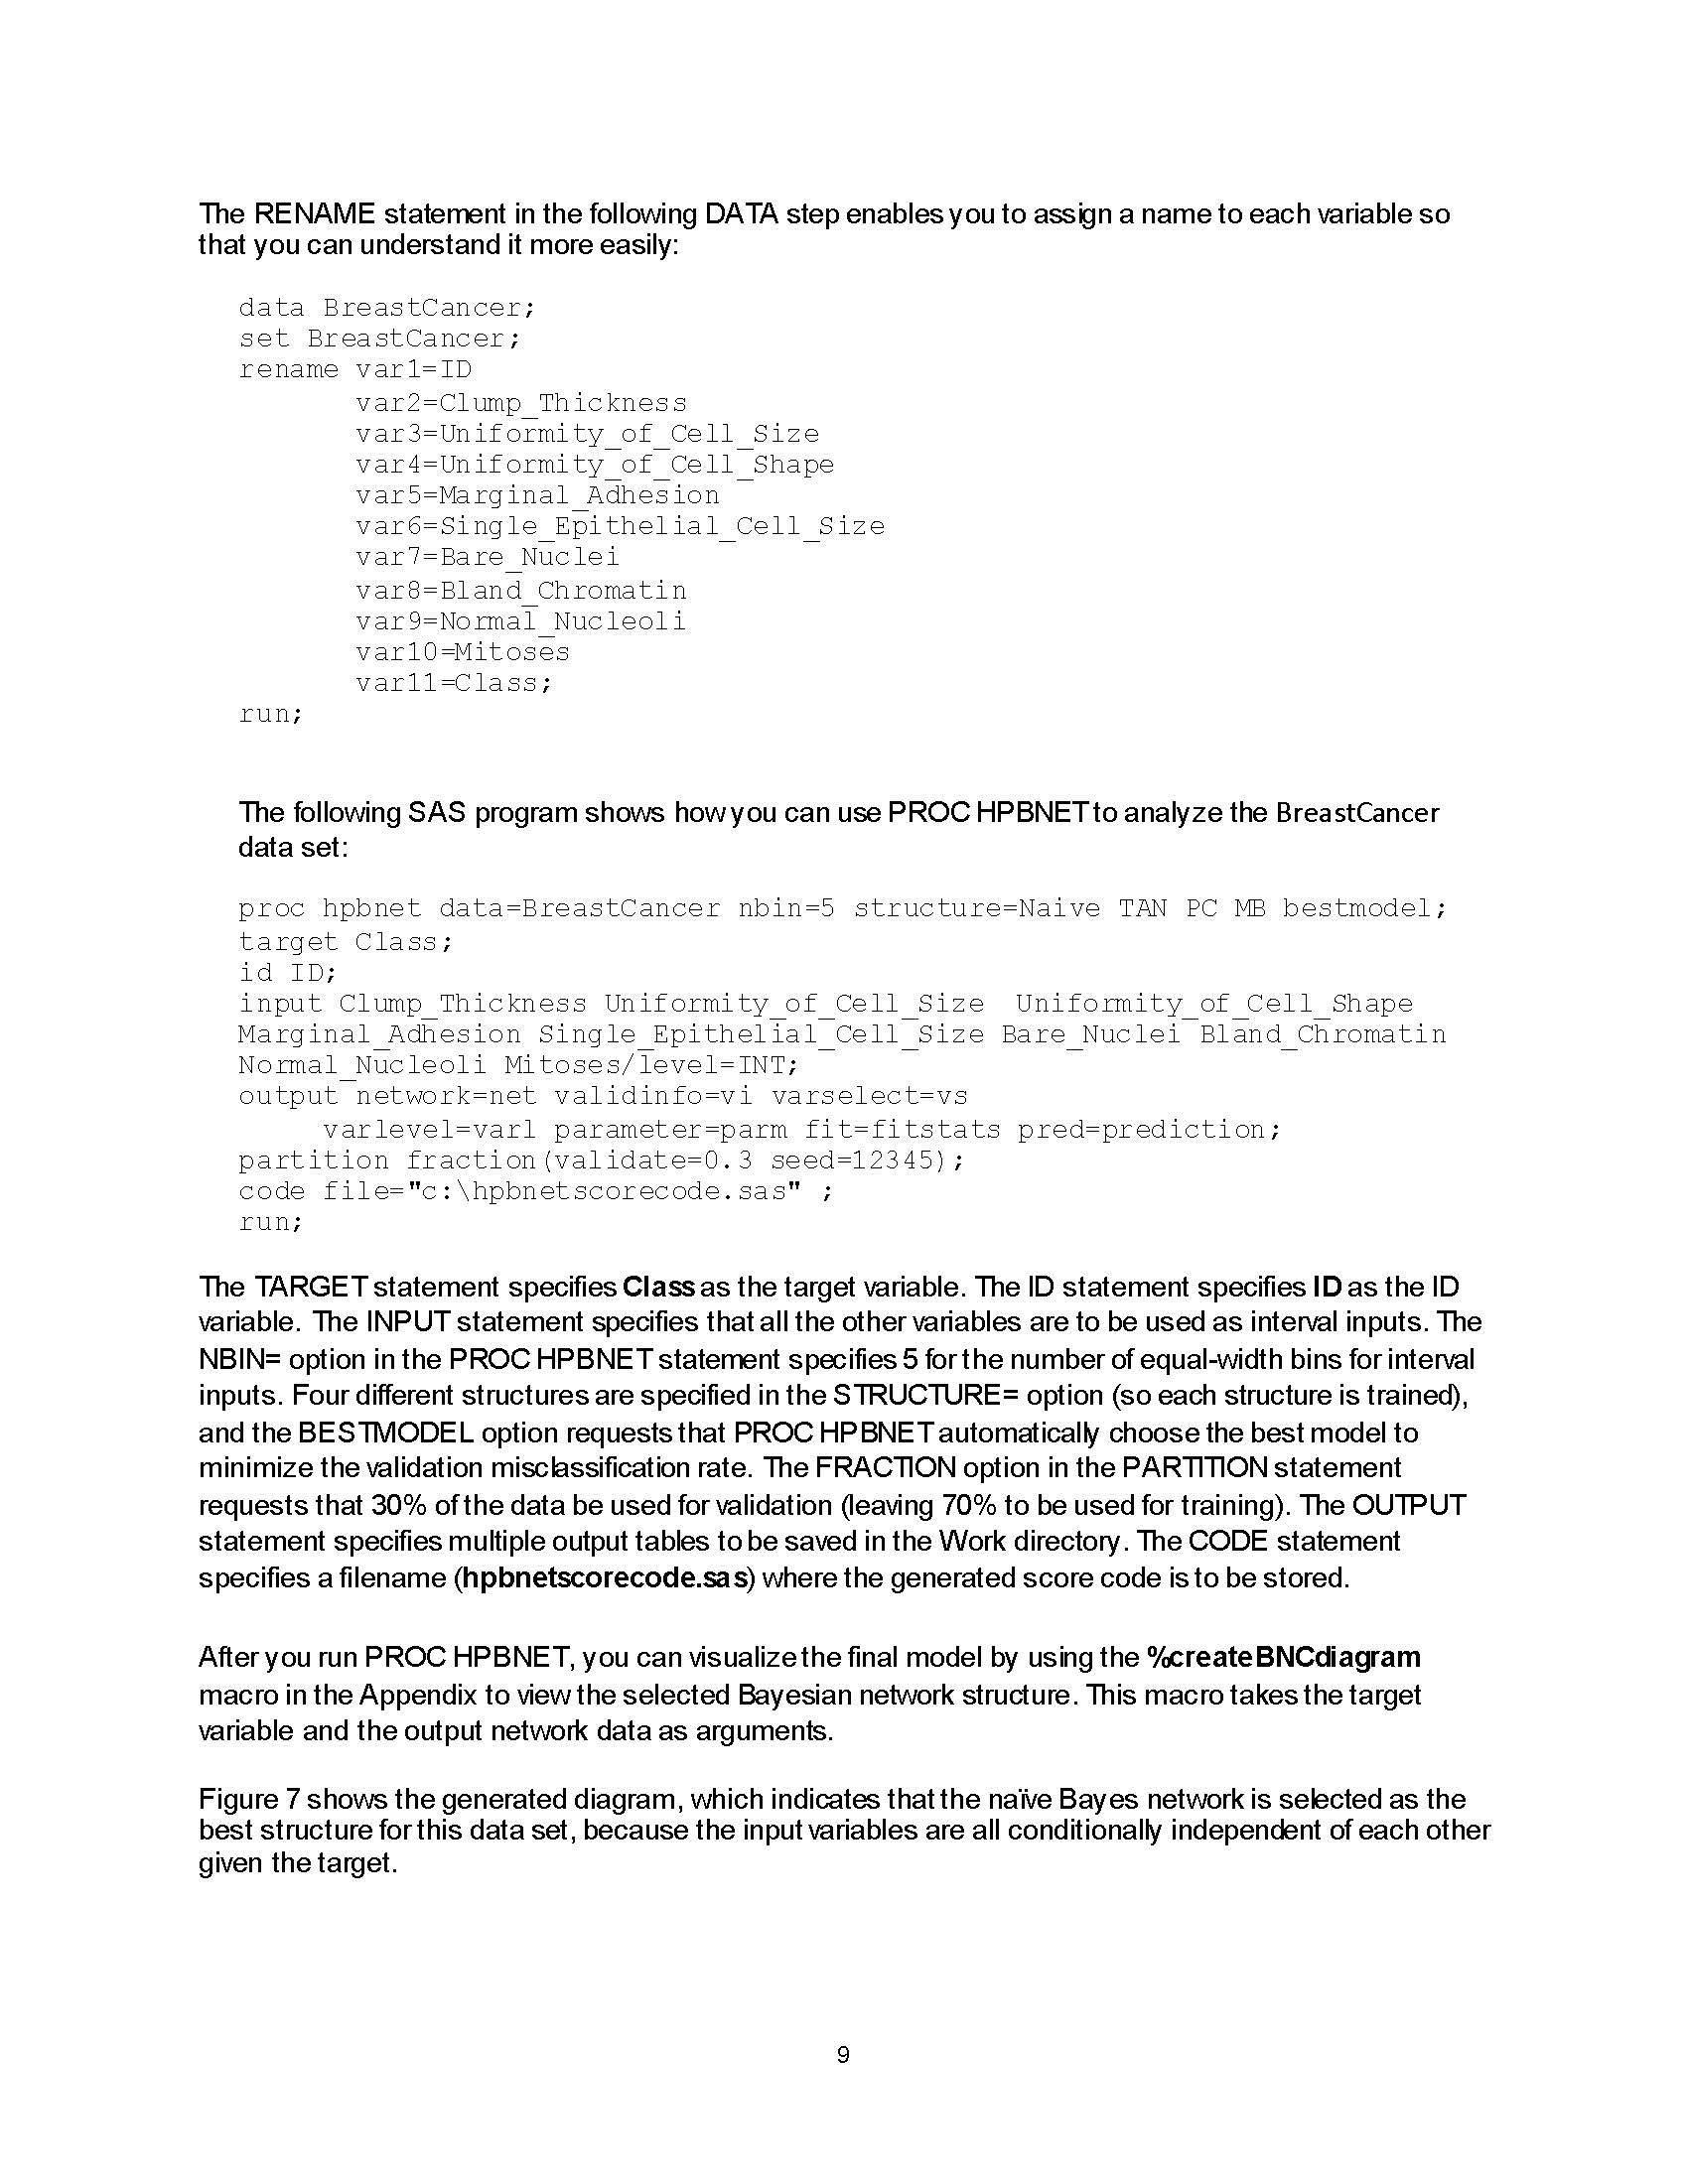 The RENAME statement in the following DATA step enables you to assign a name to each variable so
that you can understand it more easily:
data BreastCancer;
set BreastCancer;
rename var1=ID
var2=Clump_Thickness
var3=Uniformity_of_Cell_Size
var4=Uniformity_of_Cell_Shape
var5=Marginal_Adhesion
var6=Single_Epithelial_Cell_Size
var7=Bare_Nuclei
var8=Bland_Chromatin
var9=Normal_Nucleoli
var10=Mitoses
var11=Class;
run;
The following SAS program shows how you can use PROC HPBNET to analyze the BreastCancer
data set:
proc hpbnet data=BreastCancer nbin=5 structure=Naive TAN PC MB bestmodel;
target Class;
id ID;
input Clump_Thickness Uniformity_of_Cell_Size  Uniformity_of_Cell_Shape
Marginal_Adhesion Single_Epithelial_Cell_Size Bare_Nuclei Bland_Chromatin
Normal_Nucleoli Mitoses/level=INT;
output network=net validinfo=vi varselect=vs
varlevel=varl parameter=parm fit=fitstats pred=prediction;
partition fraction(validate=0.3 seed=12345);
code file="c:\hpbnetscorecode.sas" ;
run;
The TARGET statement specifies Class as the target variable. The ID statement specifies ID as the ID
variable. The INPUT statement specifies that all the other variables are to be used as interval inputs. The
NBIN= option in the PROC HPBNET statement specifies 5 for the number of equal-width bins for interval
inputs. Four different structures are specified in the STRUCTURE= option (so each structure is trained),
and the BESTMODEL option requests that PROC HPBNET automatically choose the best model to
minimize the validation misclassification rate. The FRACTION option in the PARTITION statement
requests that 30% of the data be used for validation (leaving 70% to be used for training). The OUTPUT
statement specifies multiple output tables to be saved in the Work directory. The CODE statement
specifies a filename (hpbnetscorecode.sas) where the generated score code is to be stored.
After you run PROC HPBNET, you can visualize the final model by using the %createBNCdiagram
macro in the Appendix to view the selected Bayesian network structure. This macro takes the target
variable and the output network data as arguments.
Figure 7 shows the generated diagram, which indicates that the naïve Bayes network is selected as the
best structure for this data set, because the input variables are all conditionally independent of each other
given the target.
9